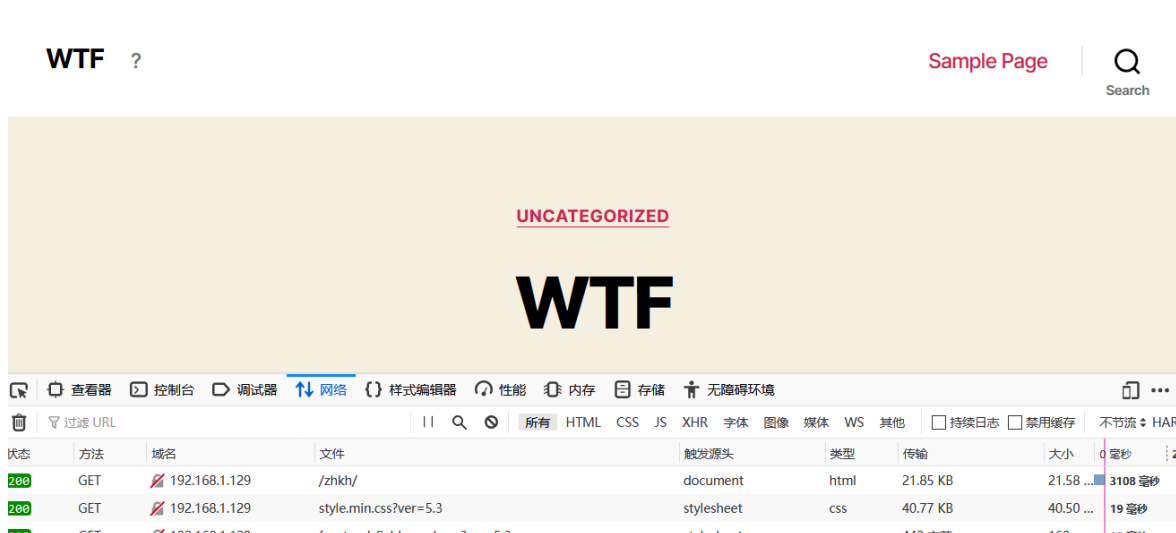 WTF ? Sample Page
Search
UNCATEGORIZED
WTF
查看器 控制台 调试器 网络 {} 样式编辑器 性能 内存 存储 无障碍环境
过滤 URL 所有 HTML CSS JS XHR 字体 图像 媒体 WS 其他 持续日志 禁用缓存 不节流 HAR
状态 方法 域名 文件 触发源头 类型 传输 大小 0 毫秒
200 GET 192.168.1.129 /zhkh/ document html 21.85 KB 21.58 ... 3108 毫秒
200 GET 192.168.1.129 style.min.css?ver=5.3 stylesheet css 40.77 KB 40.50 ... 19 毫秒